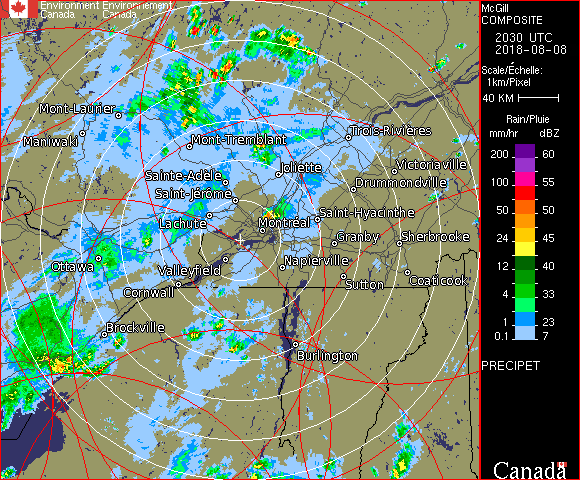 Environment Environnement
Canada Canada
McGill
COMPOSITE
2030 UTC
2018-08-08
Scale/Échelle:
1km/Pixel
40 KM
Rain/Pluie
mm/hr dBZ
200 60
100 55
50 50
24 45
12 40
4 33
1 23
0.1 7
PRECIPET
Mont-Laurier
Maniwaki
Mont-Tremblant
Trois-Rivières
Joliette
Victoriaville
Sainte-Adèle
Drummondville
Saint-Jérôme
Lachute
Montréal
Saint-Hyacinthe
Granby
Sherbrooke
Ottawa
Valleyfield
Napierville
Cornwall
Sutton
Coaticook
Brockville
Burlington
Canada